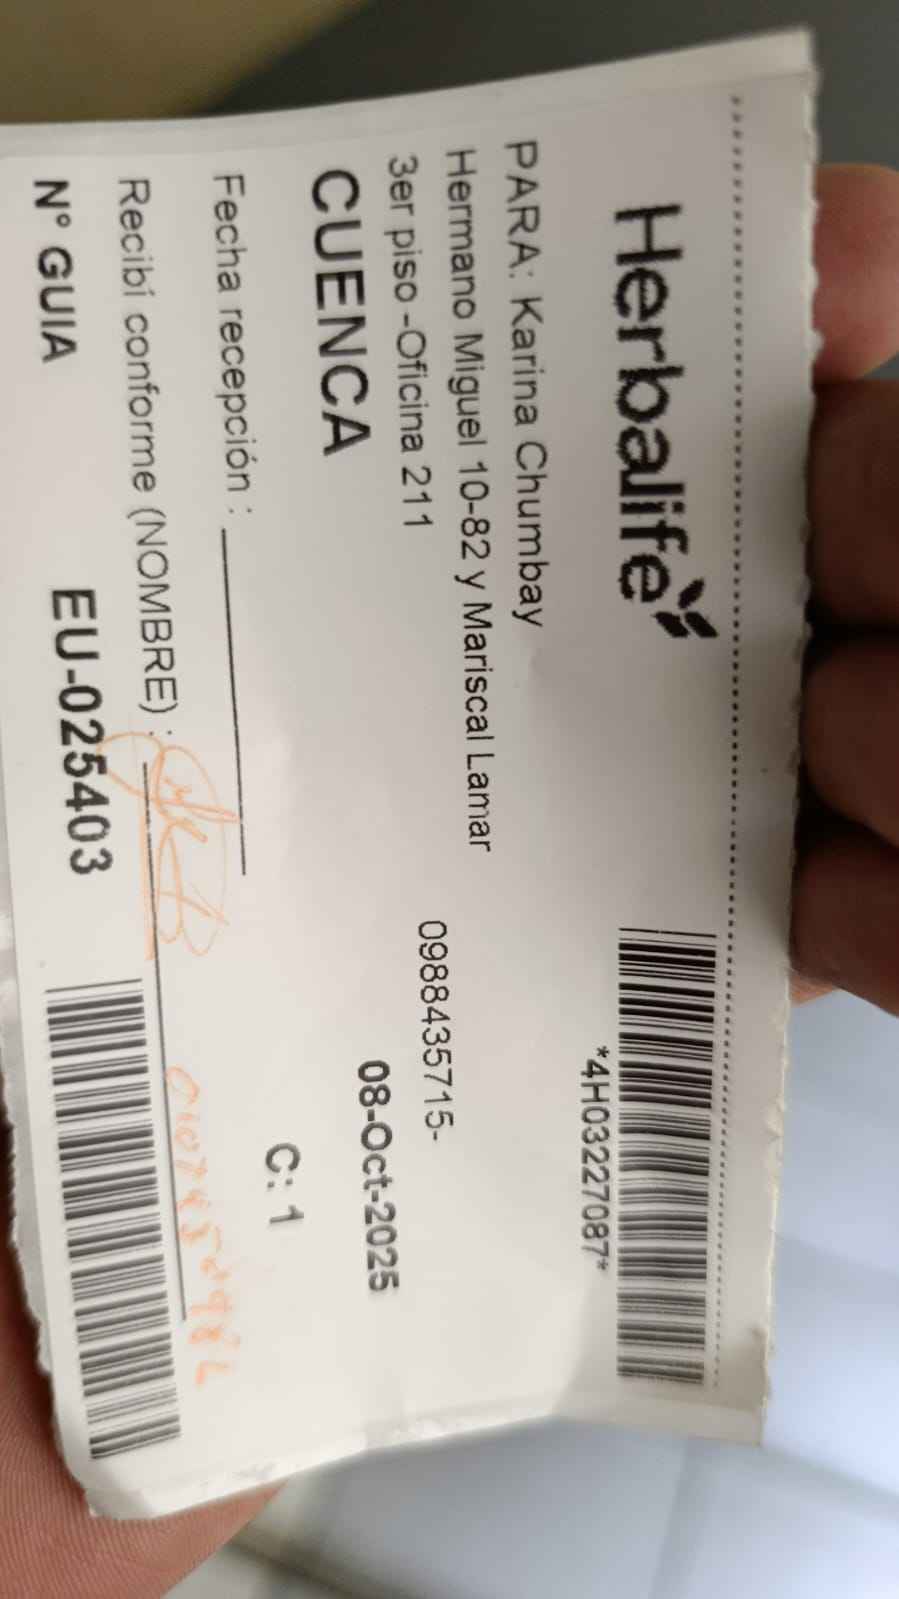 Herbalife
*4H03227087*
PARA: Karina Chumbay
Hermano Miguel 10-82 y Mariscal Lamar
3er piso -Oficina 211
0988435715-
CUENCA
08-Oct-2025
C: 1
Fecha recepción :
Recibí conforme (NOMBRE) :
N° GUIA
EU-025403